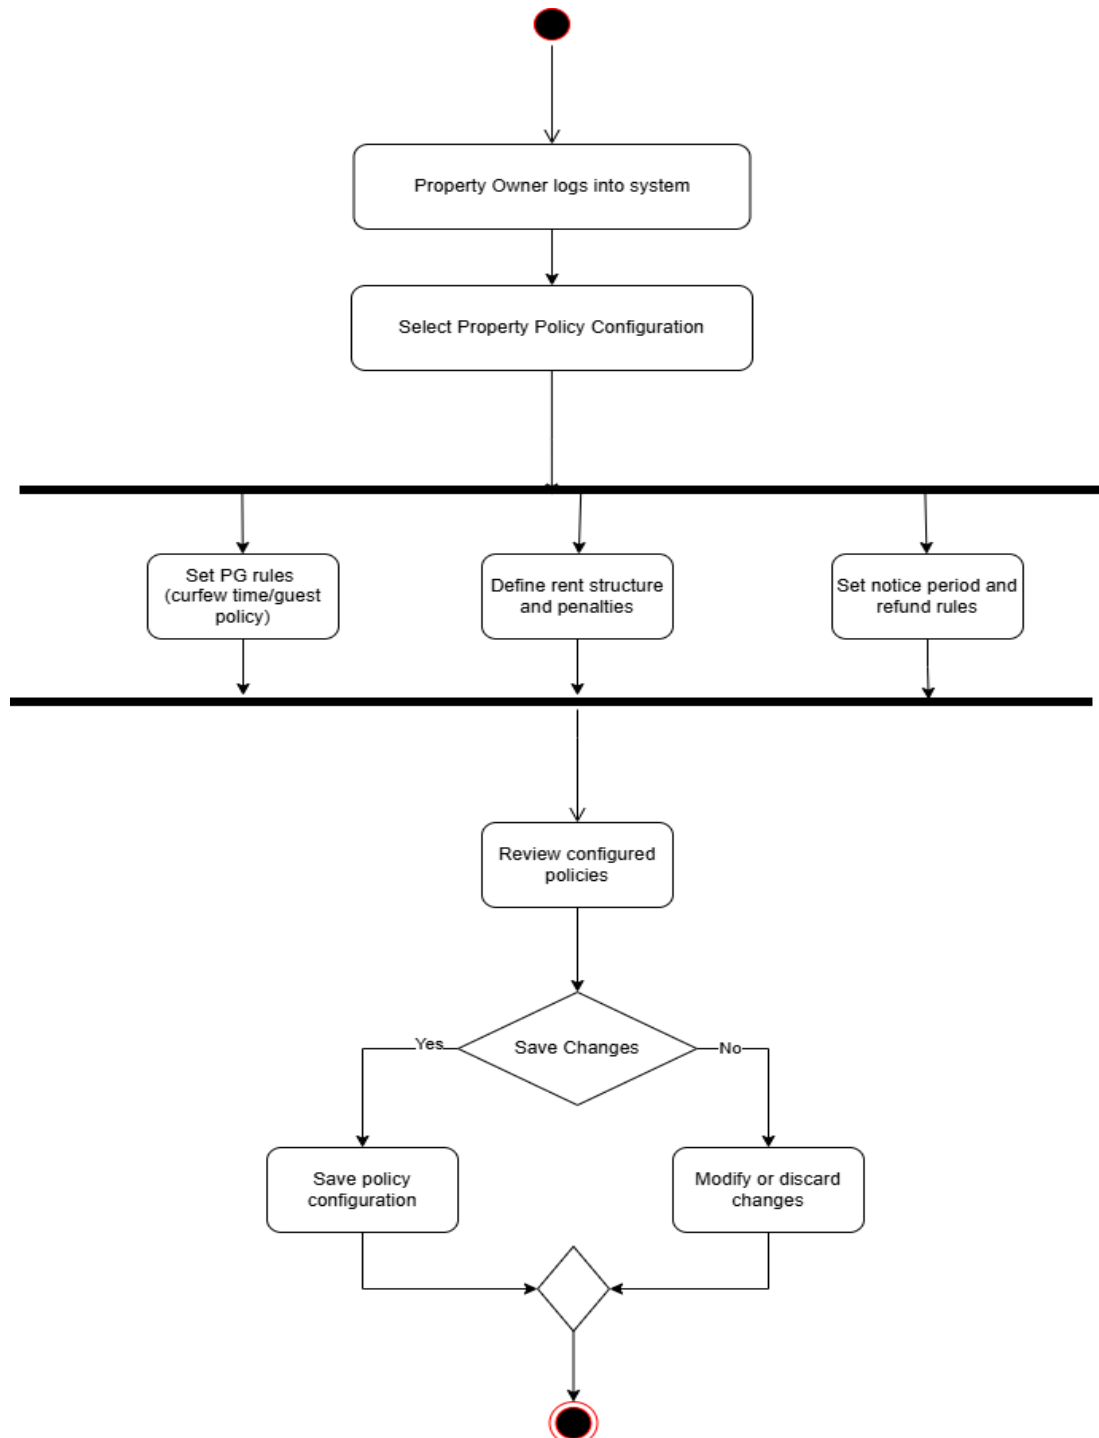 Property Owner logs into system
Select Property Policy Configuration
Set PG rules
(curfew time/guest
policy)
Define rent structure
and penalties
Set notice period and
refund rules
Review configured
policies
Save Changes
Yes
No
Save policy
configuration
Modify or discard
changes